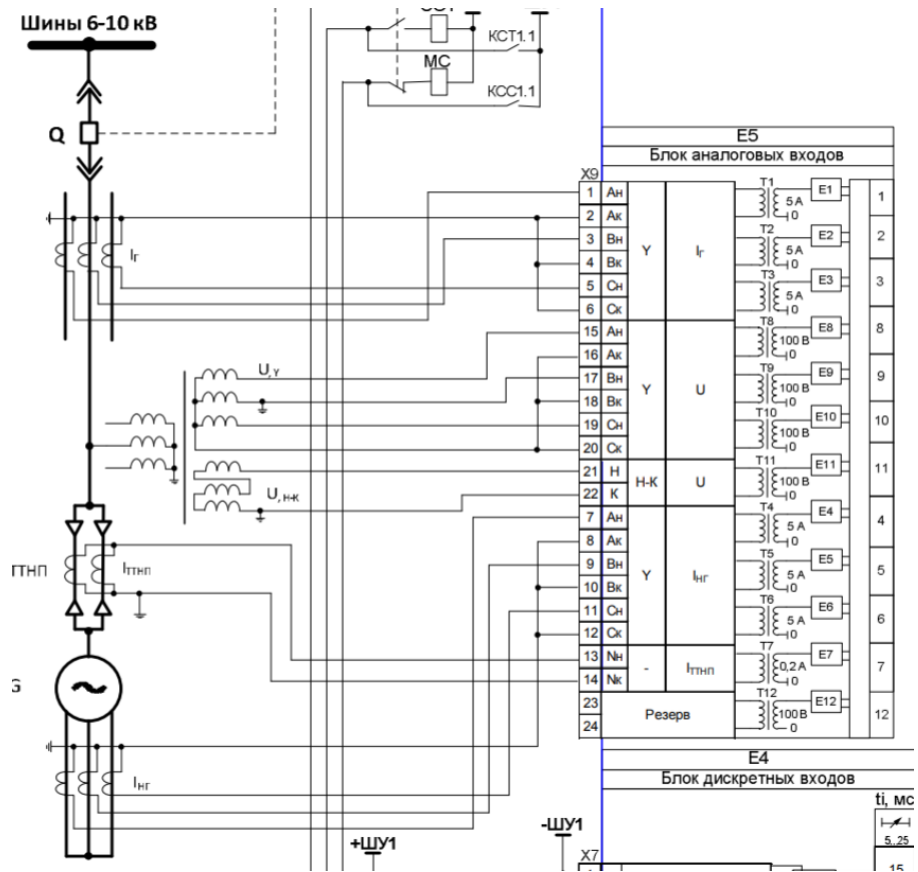 Шины 6-10 кВ
Q
МС
КСТ1.1
КСС1.1
E5
Блок аналоговых входов
X9
1 Ан T1 5 А 0 E1 1
2 Ак
3 Вн Y Iг T2 5 А 0 E2 2
4 Вк
5 Сн T3 5 А 0 E3 3
6 Ск
15 Ан T8 100 В 0 E8 8
16 Ак
17 Вн Y U T9 100 В 0 E9 9
18 Вк
19 Сн T10 100 В 0 E10 10
20 Ск
21 Н Н-К U T11 100 В 0 E11 11
22 К
7 Ан T4 5 А 0 E4 4
8 Ак
9 Вн Y Iнг T5 5 А 0 E5 5
10 Вк
11 Сн T6 5 А 0 E6 6
12 Ск
13 Nн - Iттнп T7 0,2 А 0 E7 7
14 Nк
23 Резерв T12 100 В 0 E12 12
24
Iг
U, Y
U, Н-К
ТТНП
Iттнп
Iнг
+ШУ1
-ШУ1
E4
Блок дискретных входов
ti, мс
5..25
15
X7